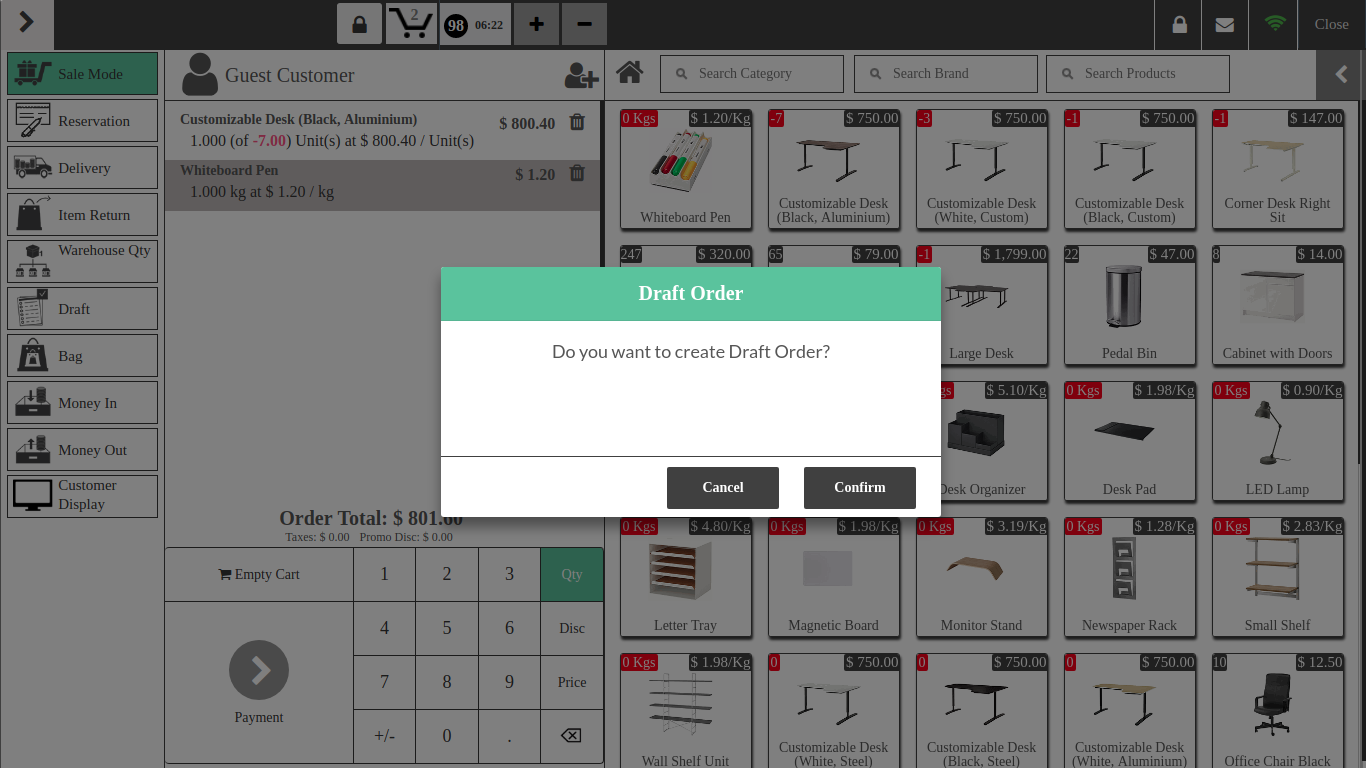 2
98
06:22
Close
Sale Mode
Reservation
Delivery
Item Return
Warehouse Qty
Draft
Bag
Money In
Money Out
Customer
Display
Guest Customer
Customizable Desk (Black, Aluminium)
$ 800.40
1.000 (of -7.00) Unit(s) at $ 800.40 / Unit(s)
Whiteboard Pen
$ 1.20
1.000 kg at $ 1.20 / kg
Order Total: $ 801.60
Taxes: $ 0.00 Promo Disc: $ 0.00
Empty Cart
1
2
3
Qty
4
5
6
Disc
7
8
9
Price
+/-
0
.
Payment
Search Category
Search Brand
Search Products
0 Kgs
$ 1.20/Kg
Whiteboard Pen
-7
$ 750.00
Customizable Desk
(Black, Aluminium)
-3
$ 750.00
Customizable Desk
(White, Custom)
-1
$ 750.00
Customizable Desk
(Black, Custom)
-1
$ 147.00
Corner Desk Right
Sit
247
$ 320.00
65
$ 79.00
-1
$ 1,799.00
Large Desk
22
$ 47.00
Pedal Bin
8
$ 14.00
Cabinet with Doors
$ 5.10/Kg
Desk Organizer
0 Kgs
$ 1.98/Kg
Desk Pad
0 Kgs
$ 0.90/Kg
LED Lamp
0 Kgs
$ 4.80/Kg
Letter Tray
0 Kgs
$ 1.98/Kg
Magnetic Board
0 Kgs
$ 3.19/Kg
Monitor Stand
0 Kgs
$ 1.28/Kg
Newspaper Rack
0 Kgs
$ 2.83/Kg
Small Shelf
0 Kgs
$ 1.98/Kg
Wall Shelf Unit
0
$ 750.00
Customizable Desk
(White, Steel)
0
$ 750.00
Customizable Desk
(Black, Steel)
0
$ 750.00
Customizable Desk
(White, Aluminium)
10
$ 12.50
Office Chair Black
Draft Order
Do you want to create Draft Order?
Cancel
Confirm